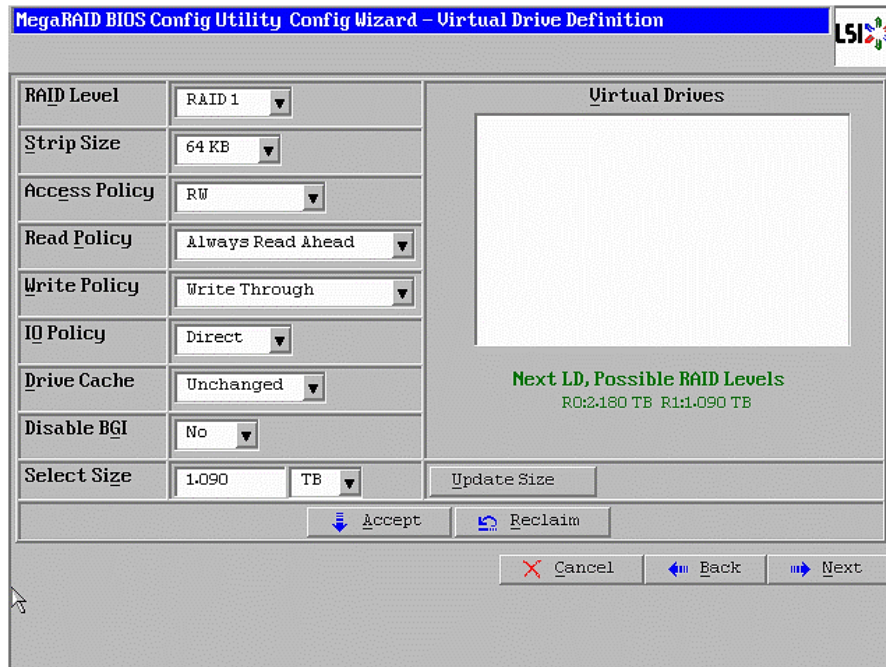 MegaRAID BIOS Config Utility Config Wizard – Virtual Drive Definition
LSI
RAID Level
RAID 1
Strip Size
64 KB
Access Policy
RW
Read Policy
Always Read Ahead
Write Policy
Write Through
IO Policy
Direct
Drive Cache
Unchanged
Disable BGI
No
Select Size
1.090
TB
Virtual Drives
Next LD, Possible RAID Levels
R0:2.180 TB R1:1.090 TB
Update Size
Accept
Reclaim
Cancel
Back
Next